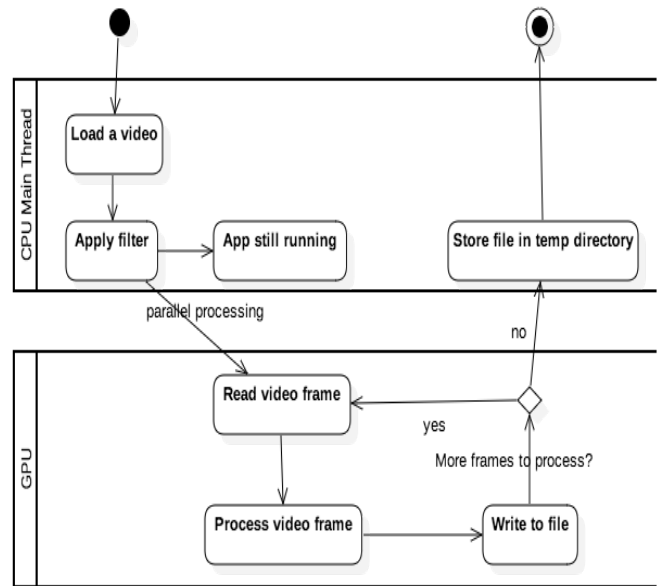 CPU Main Thread
Load a video
Apply filter
App still running
Store file in temp directory
parallel processing
no
GPU
Read video frame
yes
More frames to process?
Process video frame
Write to file